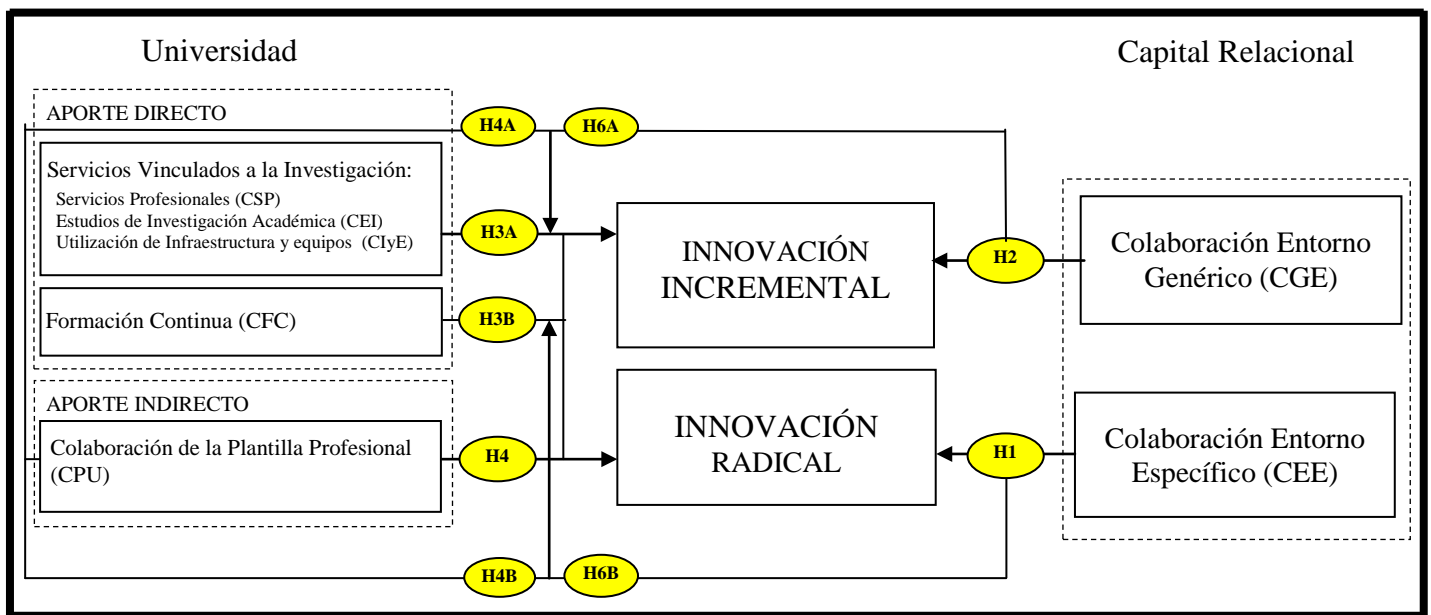 Universidad
Capital Relacional
APORTE DIRECTO
H4A
H6A
Servicios Vinculados a la Investigación:
Servicios Profesionales (CSP)
Estudios de Investigación Académica (CEI)
Utilización de Infraestructura y equipos (CIyE)
H3A
INNOVACIÓN
INCREMENTAL
H2
Colaboración Entorno
Genérico (CGE)
Formación Continua (CFC)
H3B
APORTE INDIRECTO
Colaboración de la Plantilla Profesional
(CPU)
H4
INNOVACIÓN
RADICAL
H1
Colaboración Entorno
Específico (CEE)
H4B
H6B